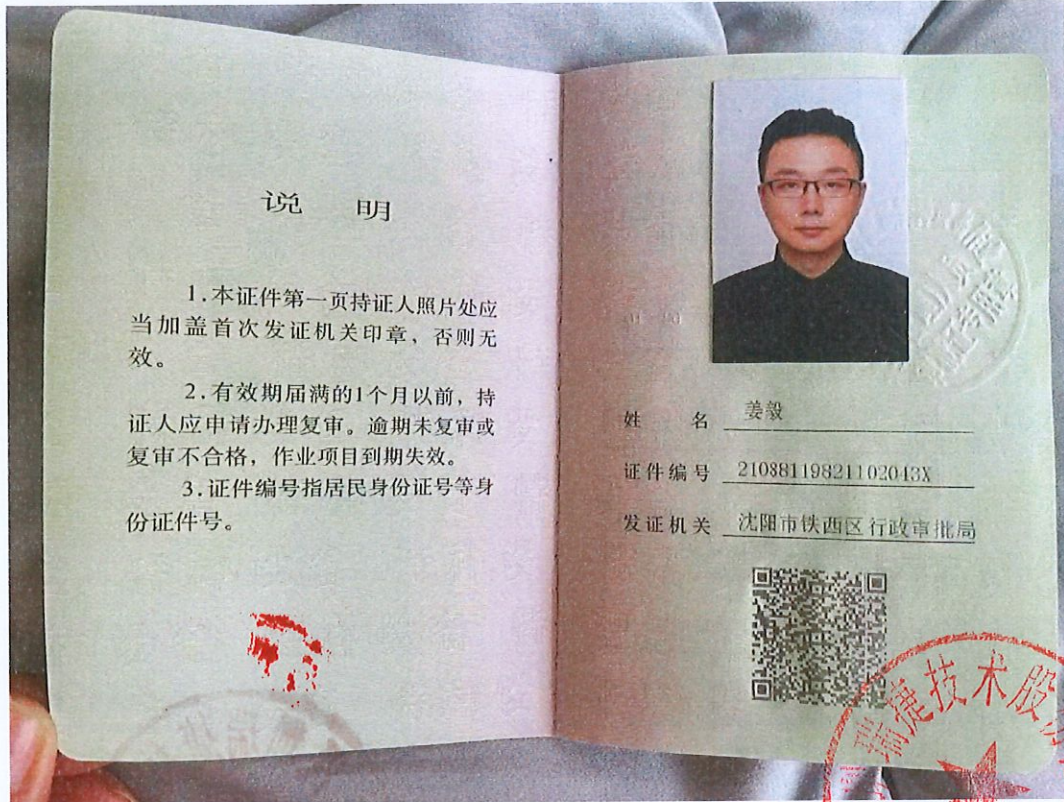 说 明
1.本证件第一页持证人照片处应
当加盖首次发证机关印章，否则无
效。
2.有效期届满的1个月以前，持
证人应申请办理复审。逾期未复审或
复审不合格，作业项目到期失效。
3.证件编号指居民身份证号等身
份证件号。
姓 名 姜毅
证件编号 21088119821102043X
发证机关 沈阳市铁西区行政审批局
瑞捷技术股份